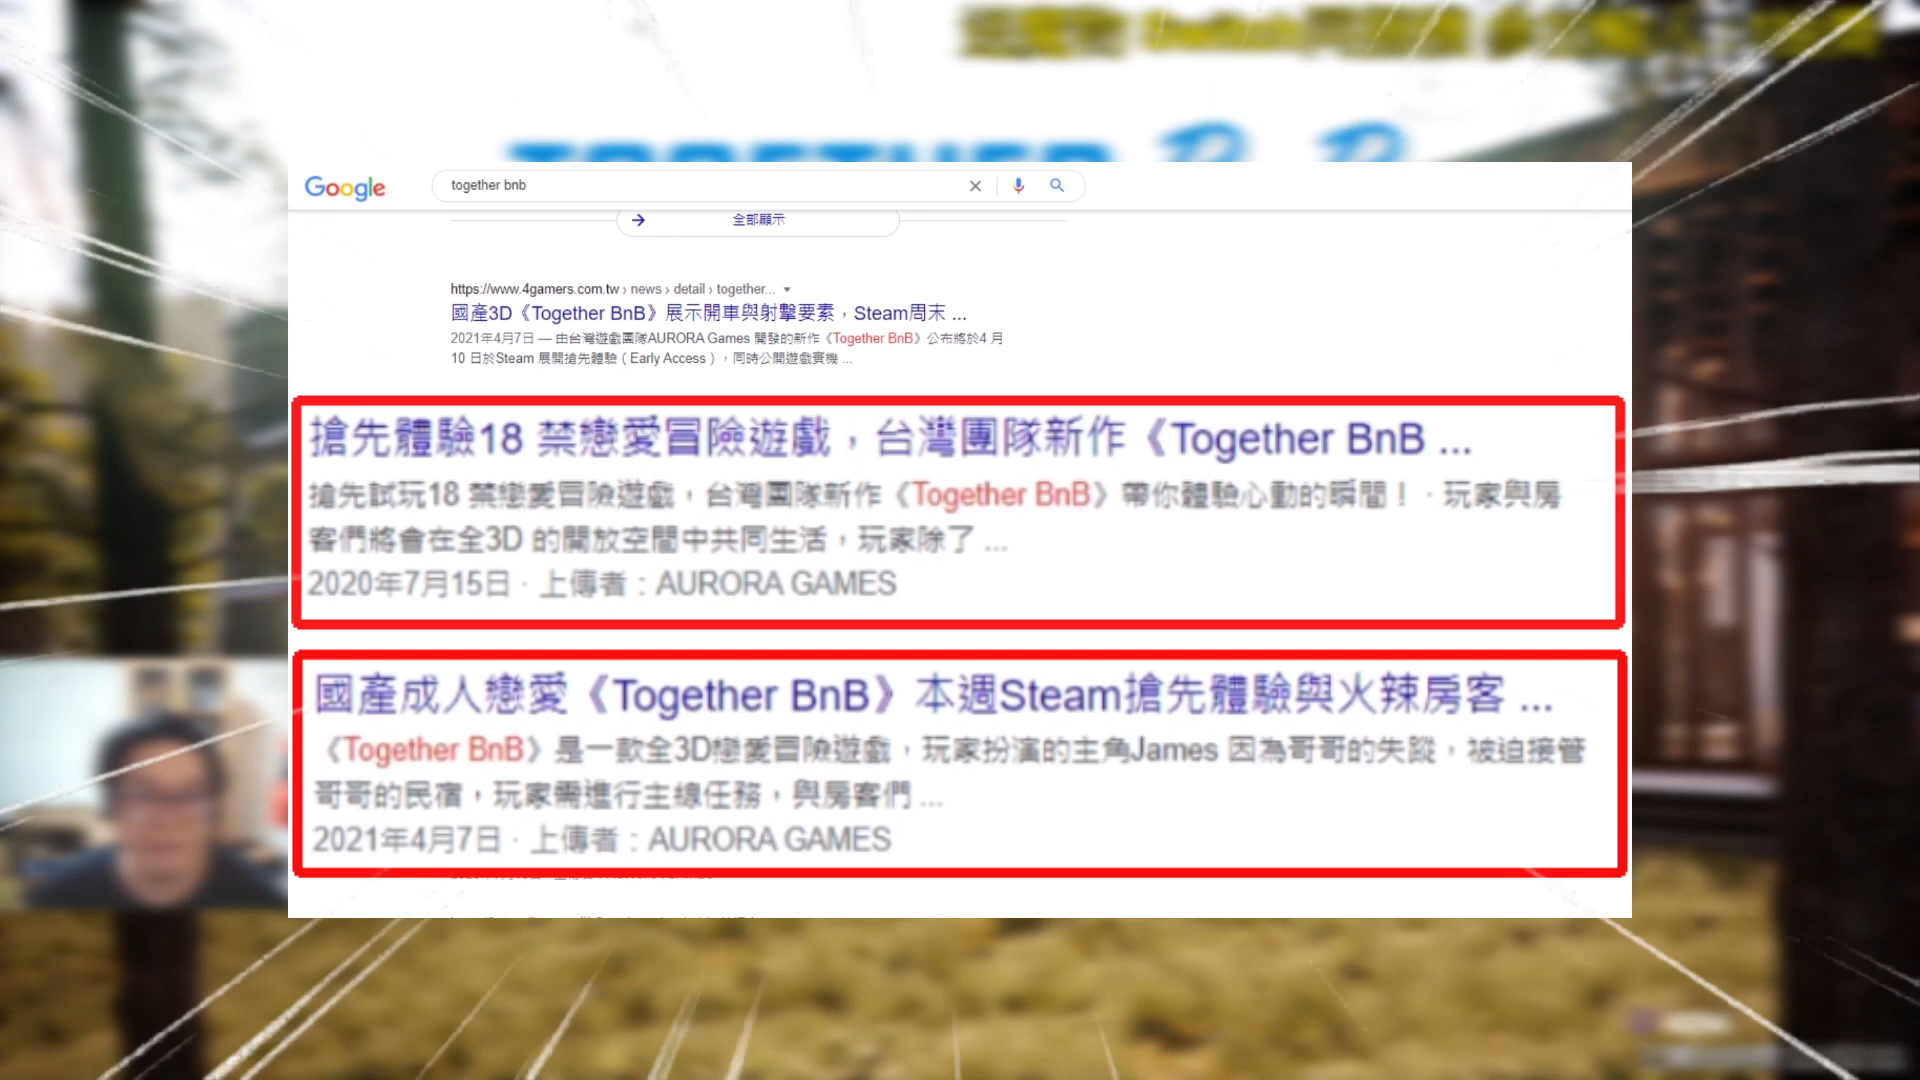 TOGETHER B B
Google
together bnb
全部顯示
https://www.4gamers.com.tw › news › detail › together...
國產3D《Together BnB》展示開車與射擊要素，Steam周末 ...
2021年4月7日 — 由台灣遊戲團隊AURORA Games 開發的新作《Together BnB》公布將於4 月
10 日於Steam 展開搶先體驗（Early Access），同時公開遊戲實機 ...
搶先體驗18 禁戀愛冒險遊戲，台灣團隊新作《Together BnB ...
搶先試玩18 禁戀愛冒險遊戲，台灣團隊新作《Together BnB》帶你體驗心動的瞬間！ · 玩家與房
客們將會在全3D 的開放空間中共同生活，玩家除了 ...
2020年7月15日 · 上傳者：AURORA GAMES
國產成人戀愛《Together BnB》本週Steam搶先體驗與火辣房客 ...
《Together BnB》是一款全3D戀愛冒險遊戲，玩家扮演的主角James 因為哥哥的失蹤，被迫接管
哥哥的民宿，玩家需進行主線任務，與房客們 ...
2021年4月7日 · 上傳者：AURORA GAMES